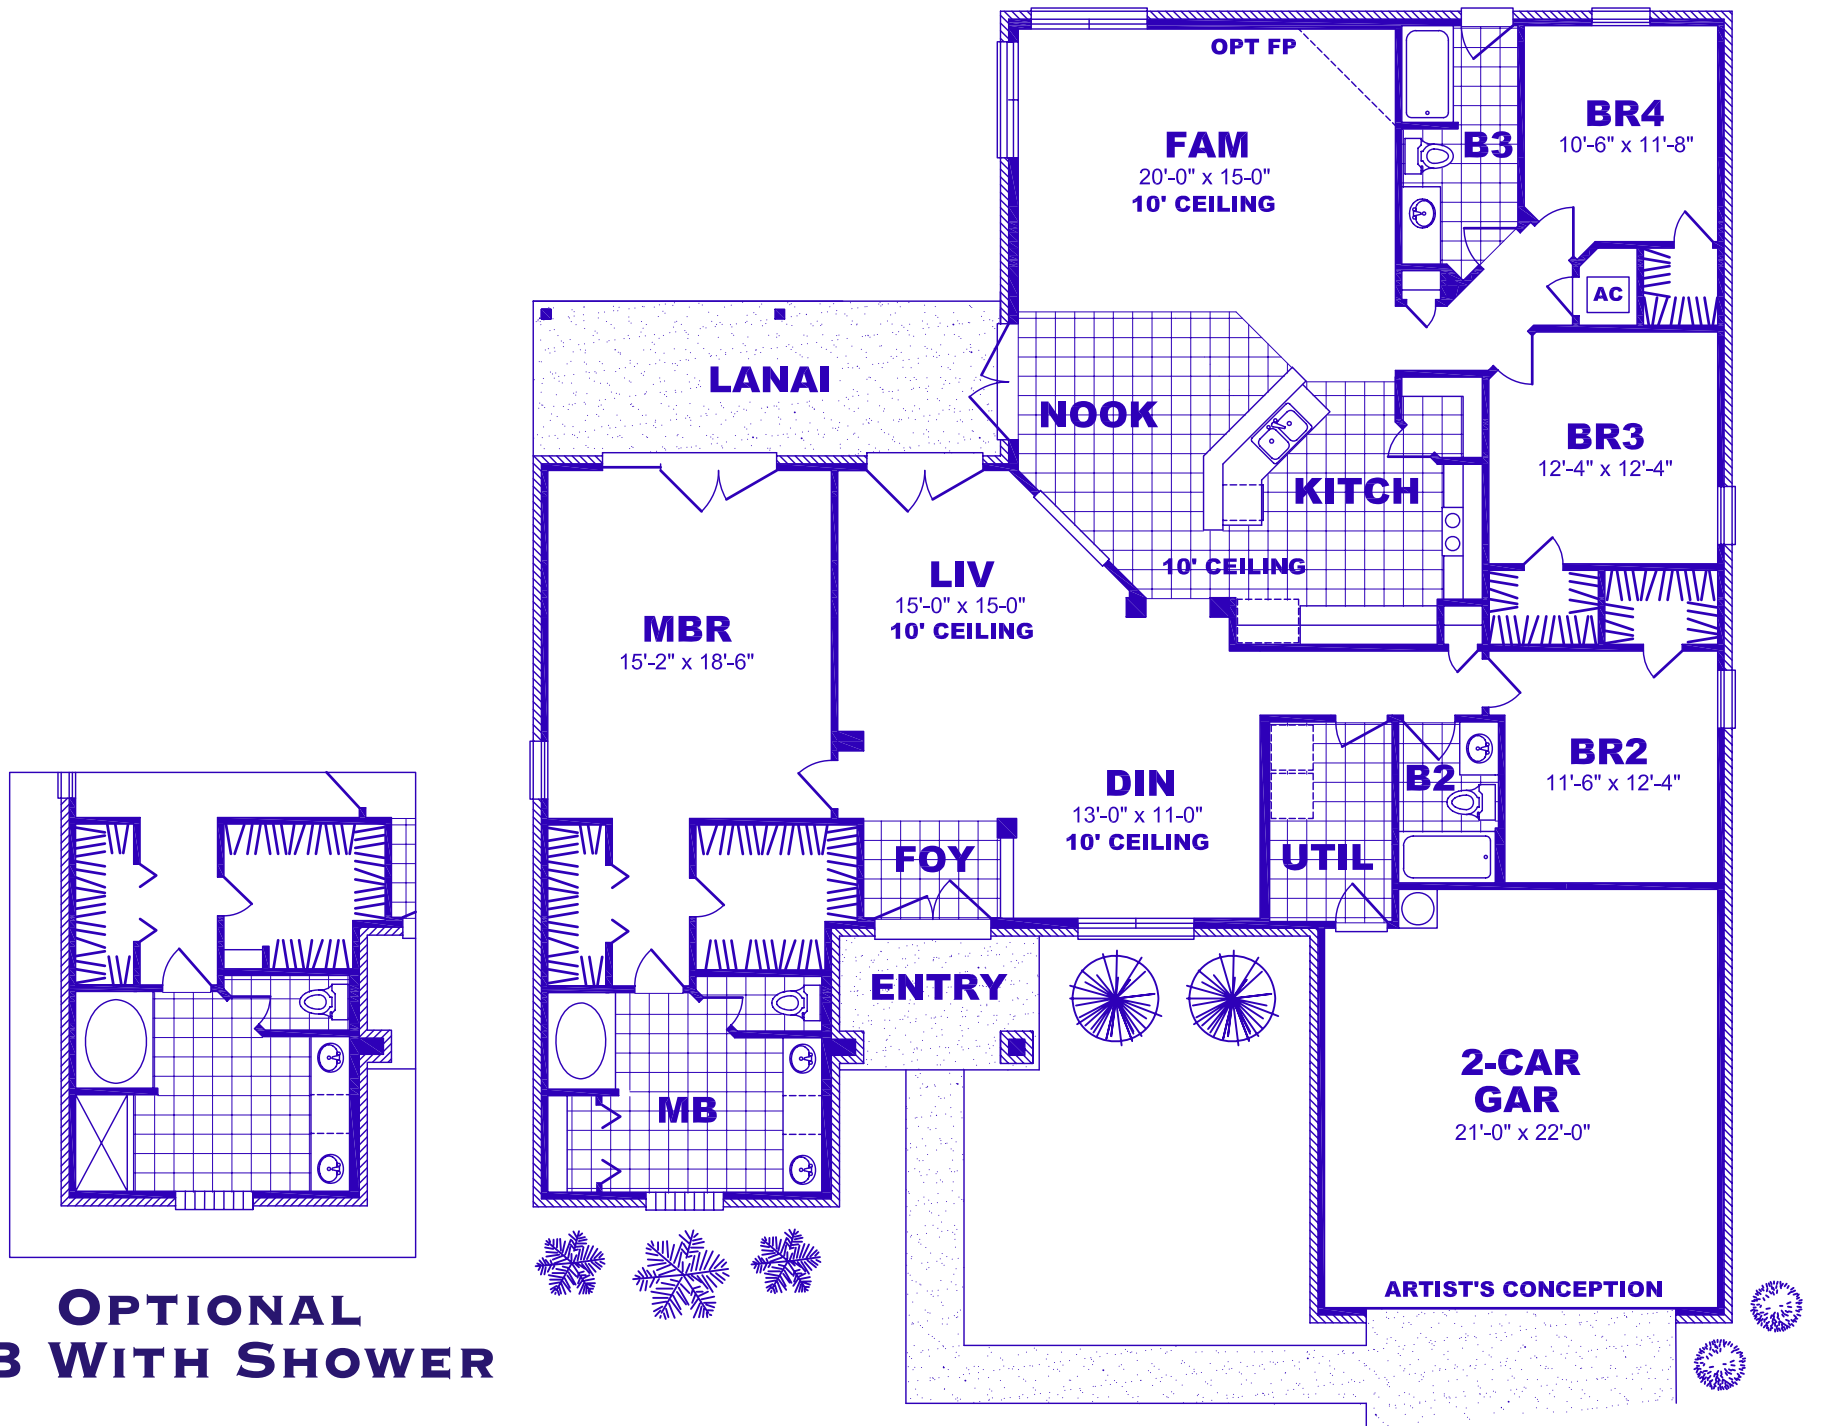 OPT FP
FAM
20'-0" x 15-0"
10' CEILING
B3
BR4
10'-6" x 11'-8"
AC
LANAI
NOOK
KITCH
10' CEILING
BR3
12'-4" x 12'-4"
LIV
15'-0" x 15-0"
10' CEILING
MBR
15'-2" x 18'-6"
DIN
13'-0" x 11-0"
10' CEILING
B2
BR2
11'-6" x 12'-4"
FOY
UTIL
ENTRY
MB
2-CAR
GAR
21'-0" x 22'-0"
ARTIST'S CONCEPTION
OPTIONAL
B WITH SHOWER